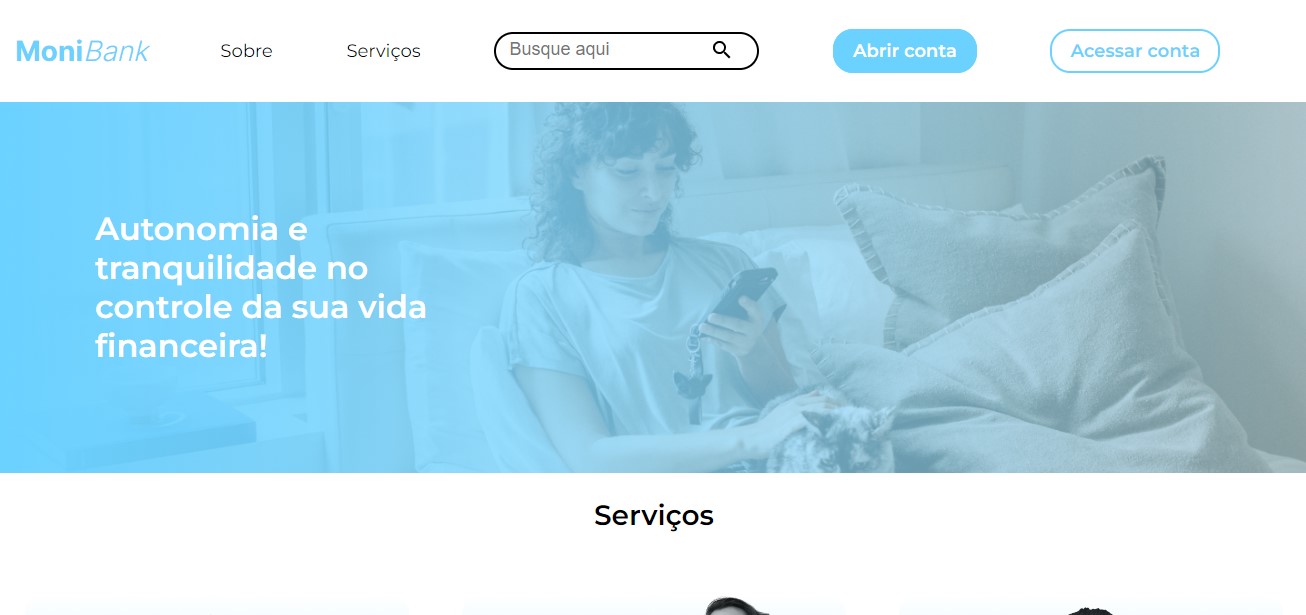 MoniBank
Sobre
Serviços
Busque aqui
Abrir conta
Acessar conta
Autonomia e
tranquilidade no
controle da sua vida
financeira!
Serviços